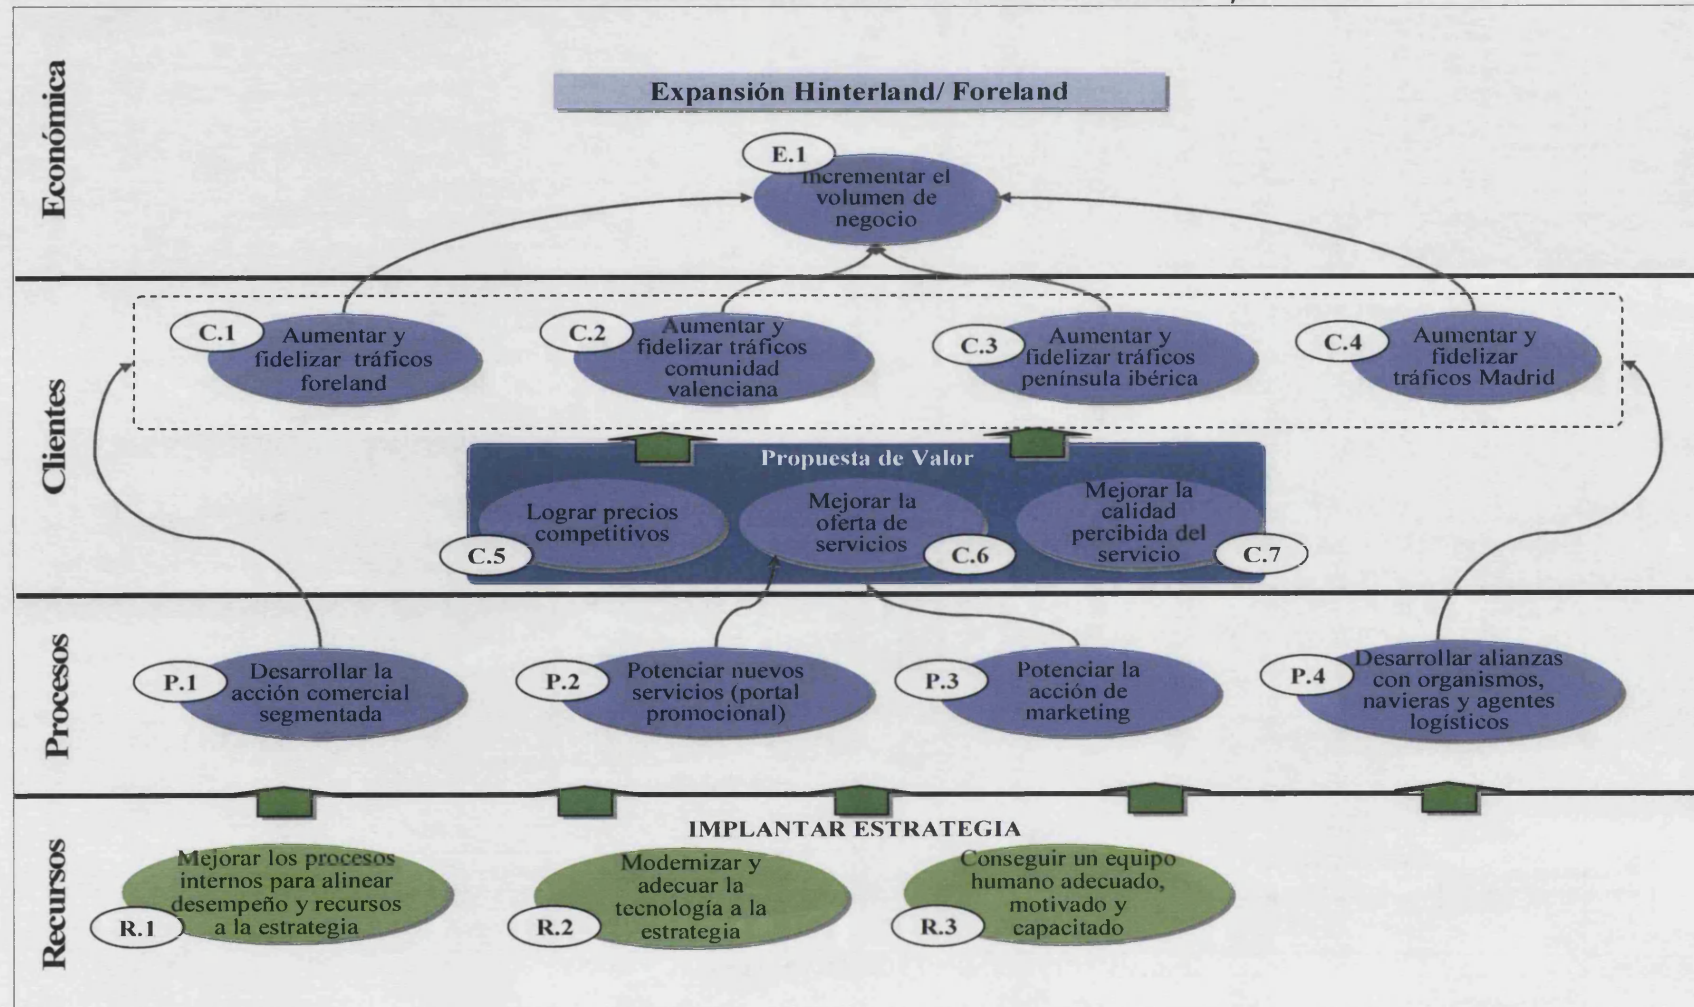 Económica
Expansión Hinterland/ Foreland
E.1
Incrementar el
volumen de
negocio
Clientes
C.1
Aumentar y
fidelizar tráficos
foreland
C.2
Aumentar y
fidelizar tráficos
comunidad
valenciana
C.3
Aumentar y
fidelizar tráficos
península ibérica
C.4
Aumentar y
fidelizar
tráficos Madrid
Propuesta de Valor
Lograr precios
competitivos
C.5
Mejorar la
oferta de
servicios
C.6
Mejorar la
calidad
percibida del
servicio
C.7
Procesos
P.1
Desarrollar la
acción comercial
segmentada
P.2
Potenciar nuevos
servicios (portal
promocional)
P.3
Potenciar la
acción de
marketing
P.4
Desarrollar alianzas
con organismos,
navieras y agentes
logísticos
Recursos
IMPLANTAR ESTRATEGIA
Mejorar los procesos
internos para alinear
desempeño y recursos
a la estrategia
R.1
Modernizar y
adecuar la
tecnología a la
estrategia
R.2
Conseguir un equipo
humano adecuado,
motivado y
capacitado
R.3